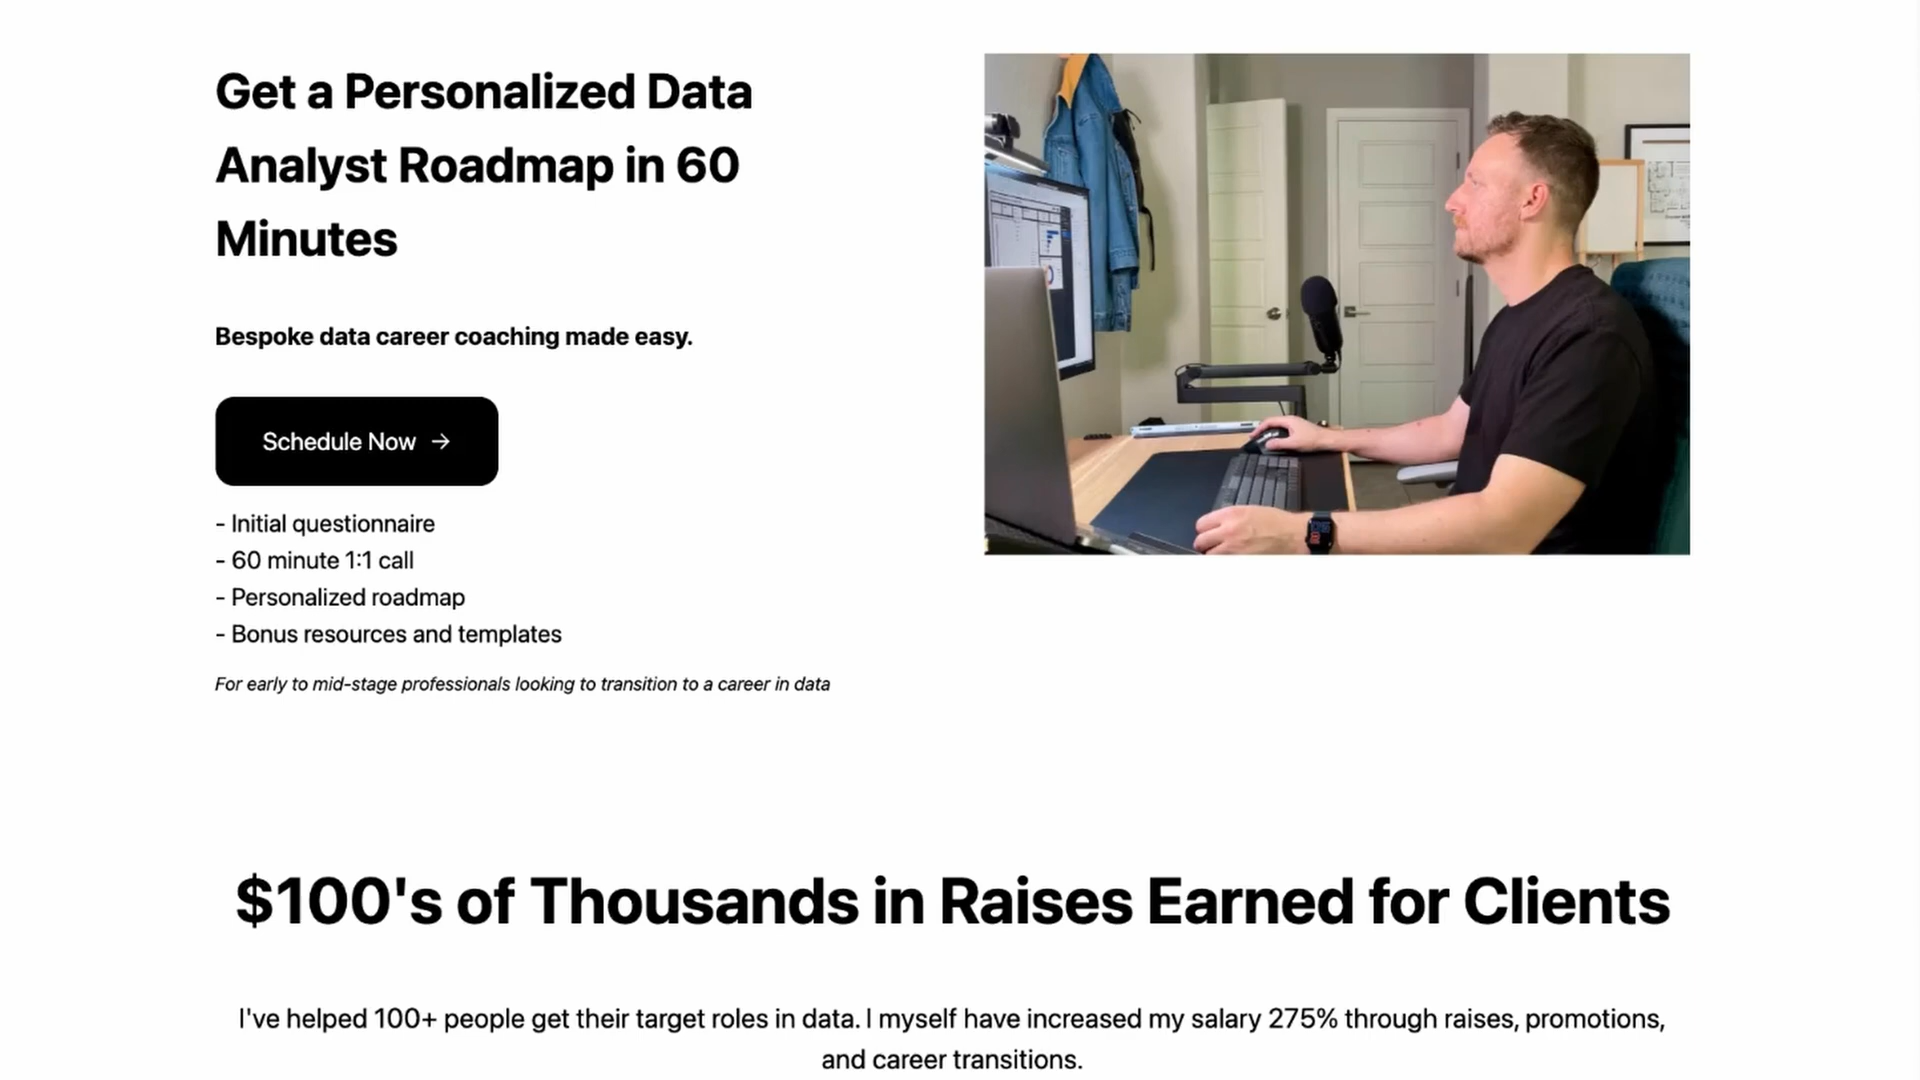 Get a Personalized Data
Analyst Roadmap in 60
Minutes
Bespoke data career coaching made easy.
Schedule Now →
- Initial questionnaire
- 60 minute 1:1 call
- Personalized roadmap
- Bonus resources and templates
For early to mid-stage professionals looking to transition to a career in data
$100's of Thousands in Raises Earned for Clients
I've helped 100+ people get their target roles in data. I myself have increased my salary 275% through raises, promotions,
and career transitions.